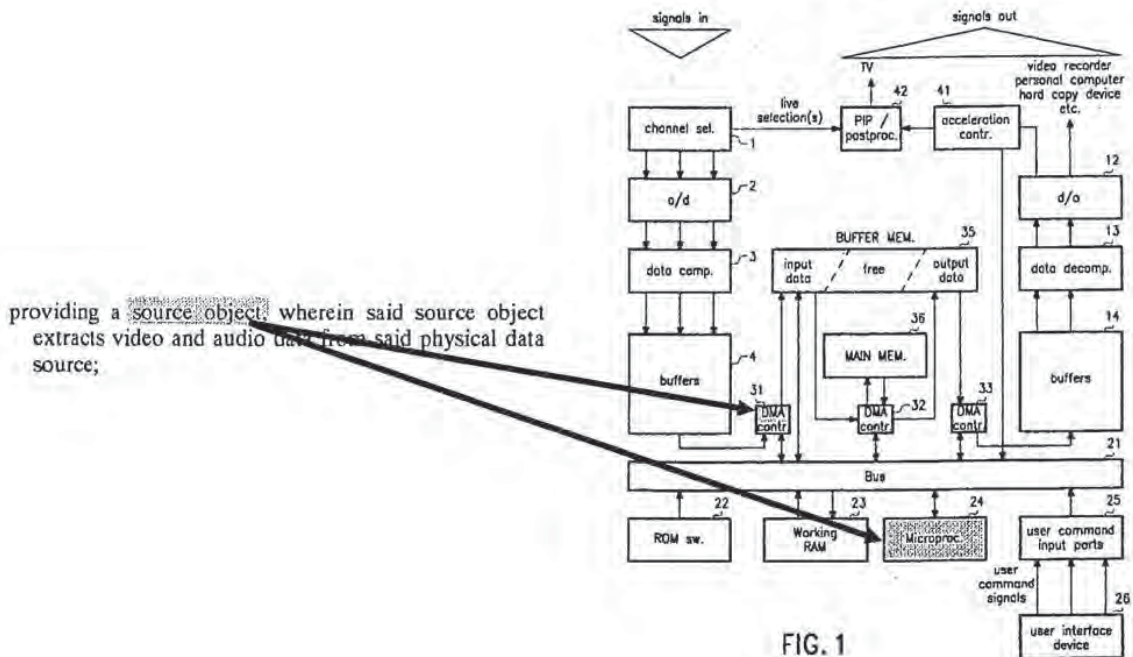 signals in
signals out
TV
video recorder
personal computer
hard copy device
etc.
42
41
live
selection(s)
channel sel.
1
PIP /
postproc.
acceleration
contr.
12
a/d
2
d/a
BUFFER MEM.
35
13
data comp.
3
input
data
free
output
data
data decomp.
providing a source object, wherein said source object
extracts video and audio data from said physical data
source;
36
14
MAIN MEM.
buffers
4
buffers
31
DMA
contr.
DMA
contr.
32
33
DMA
contr.
21
Bus
22
23
24
25
ROM sw.
Working
RAM
Microproc.
user command
input ports
user
command
signals
26
user interface
device
FIG. 1